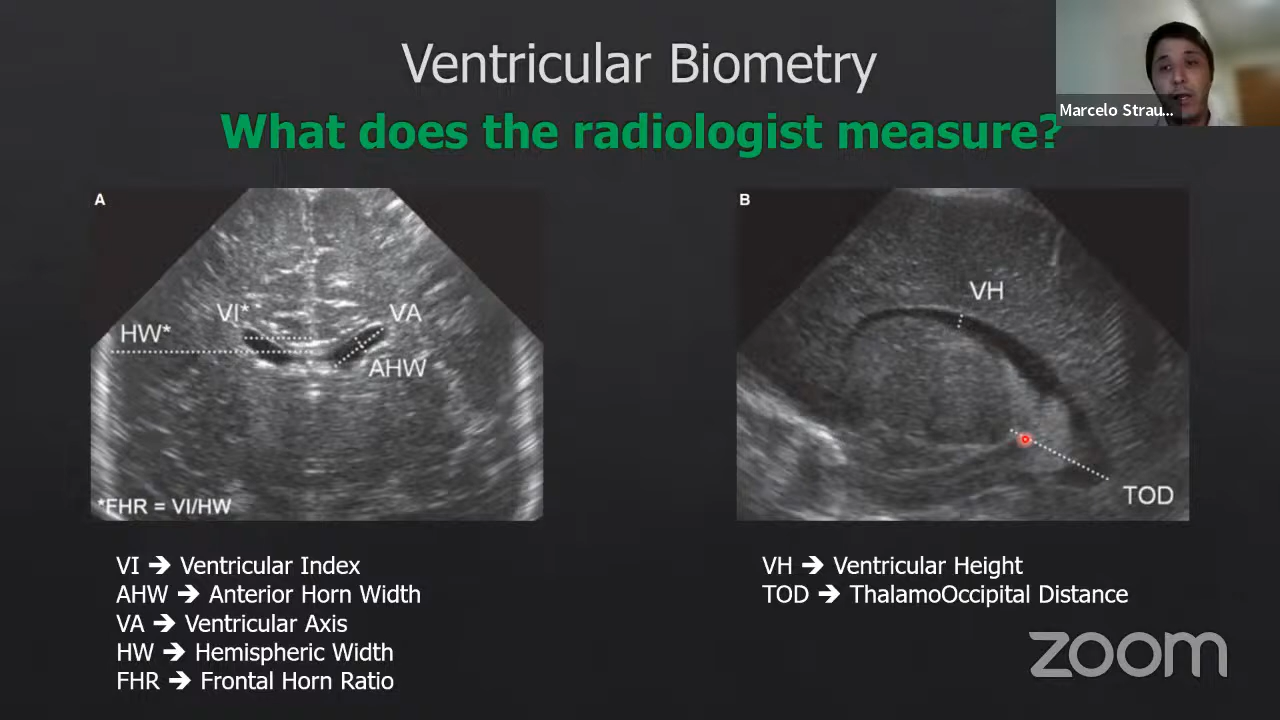 Ventricular Biometry
What does the radiologist measure?
Marcelo Strau...
A
VI*
VA
HW*
AHW
*FHR = VI/HW
B
VH
TOD
VI ➔ Ventricular Index
AHW ➔ Anterior Horn Width
VA ➔ Ventricular Axis
HW ➔ Hemispheric Width
FHR ➔ Frontal Horn Ratio
VH ➔ Ventricular Height
TOD ➔ ThalamoOccipital Distance
zoom